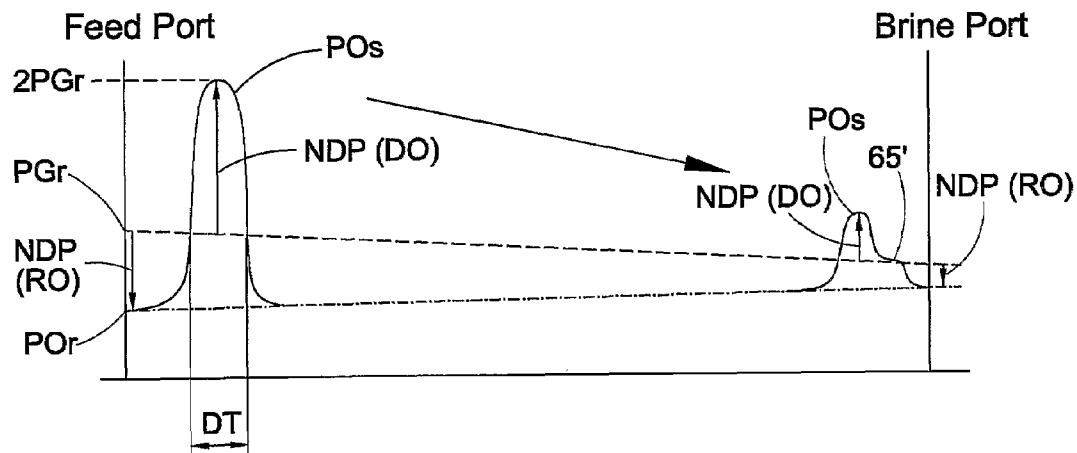 Feed Port
Brine Port
POs
2PGr
POs
NDP (DO)
65'
PGr
NDP (DO)
NDP (RO)
NDP
(RO)
POr
DT